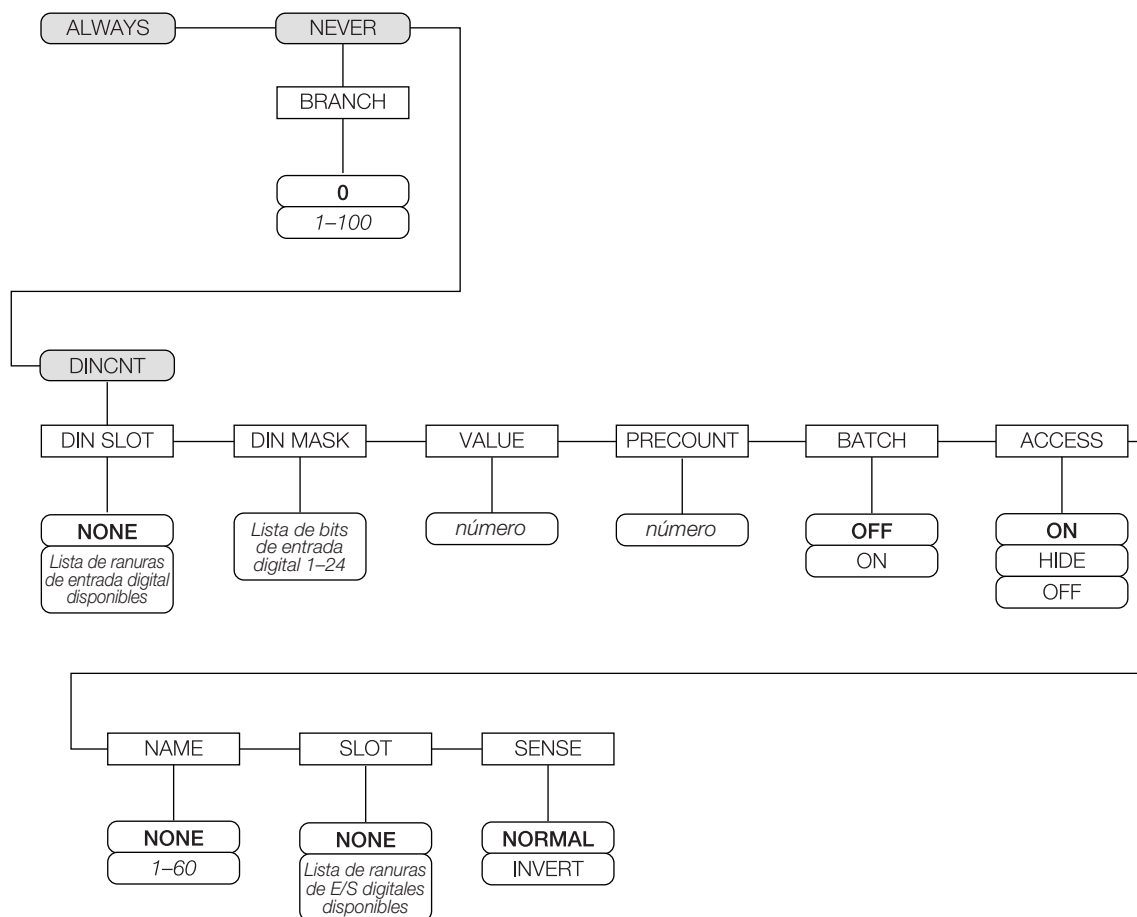 ALWAYS
NEVER
BRANCH
0
1–100
DINCNT
DIN SLOT
DIN MASK
VALUE
PRECOUNT
BATCH
ACCESS
NONE
Lista de ranuras
de entrada digital
disponibles
Lista de bits
de entrada
digital 1–24
número
número
OFF
ON
ON
HIDE
OFF
NAME
SLOT
SENSE
NONE
1–60
NONE
Lista de ranuras
de E/S digitales
disponibles
NORMAL
INVERT